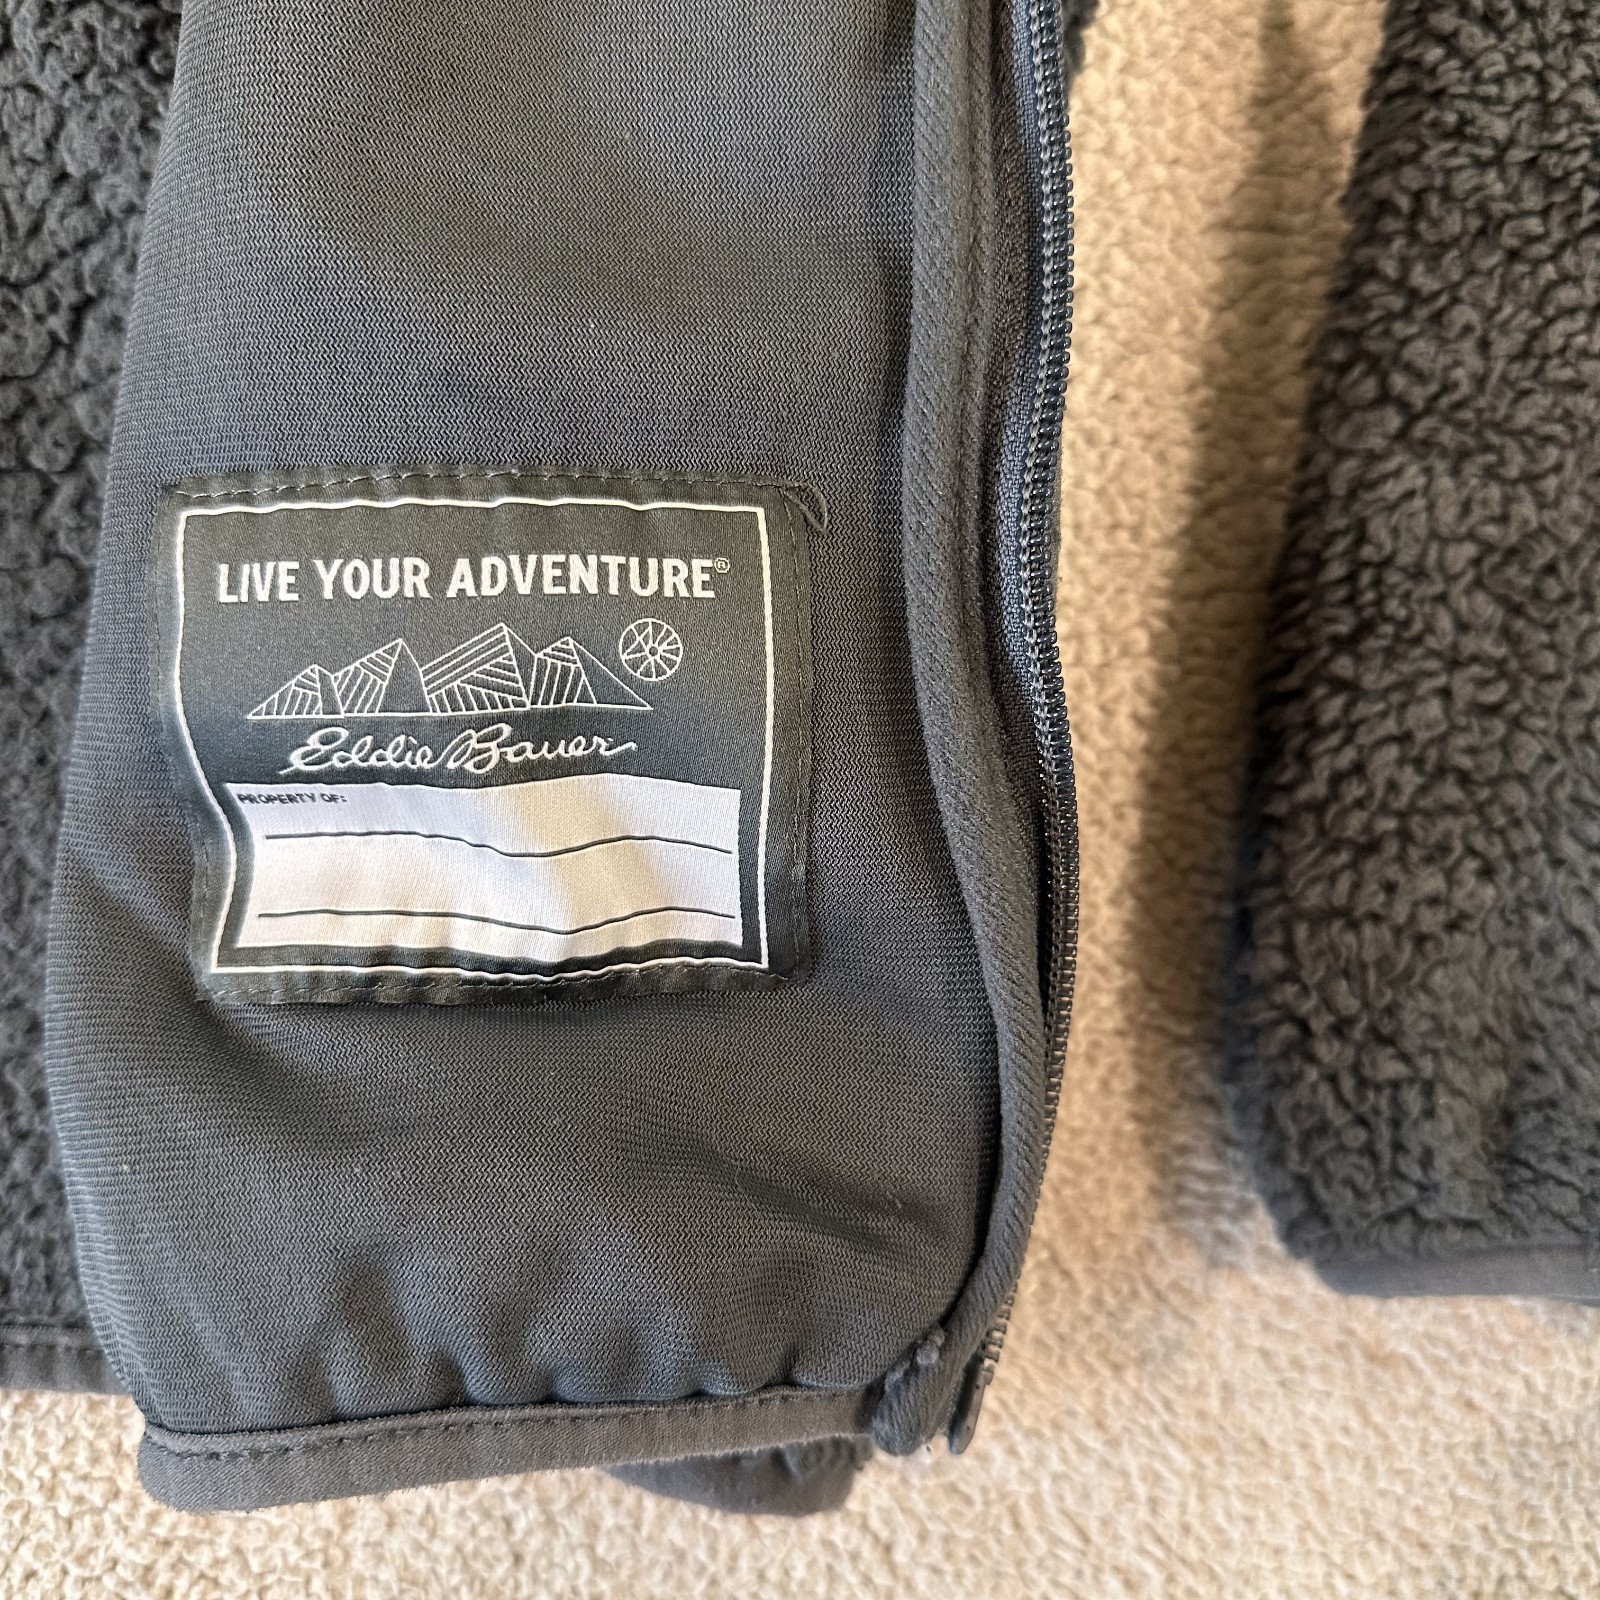 LIVE YOUR ADVENTURE®
Eddie Bauer
PROPERTY OF: